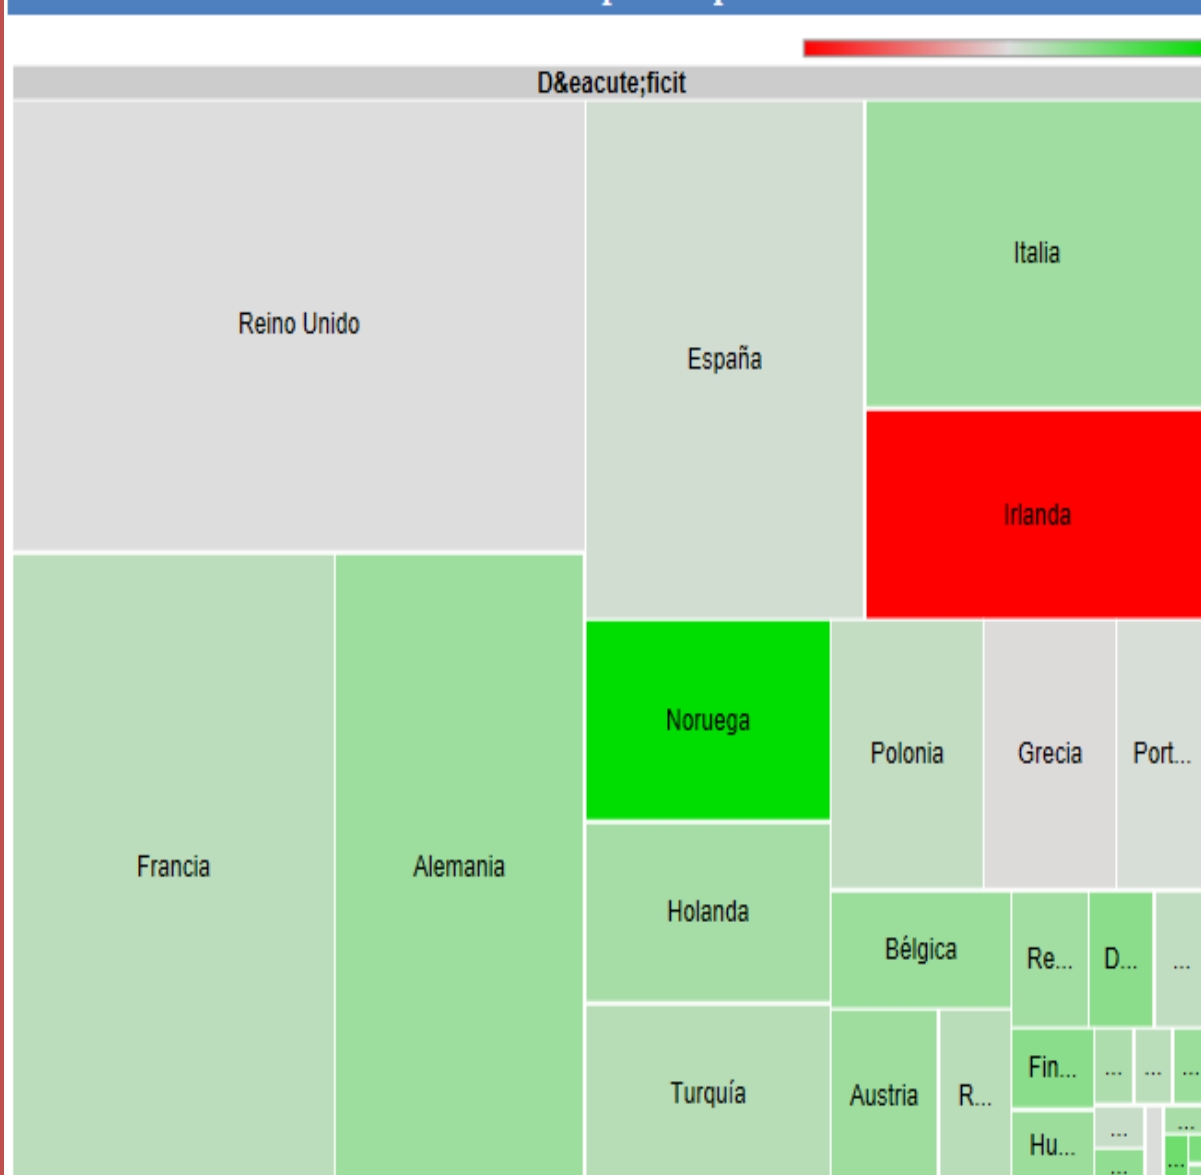 D&eacute;ficit
Reino Unido
España
Italia
Irlanda
Francia
Alemania
Noruega
Polonia
Grecia
Port...
Holanda
Bélgica
Re...
D...
...
Turquía
Austria
R...
Fin...
...
...
...
Hu...
...
...
...
...